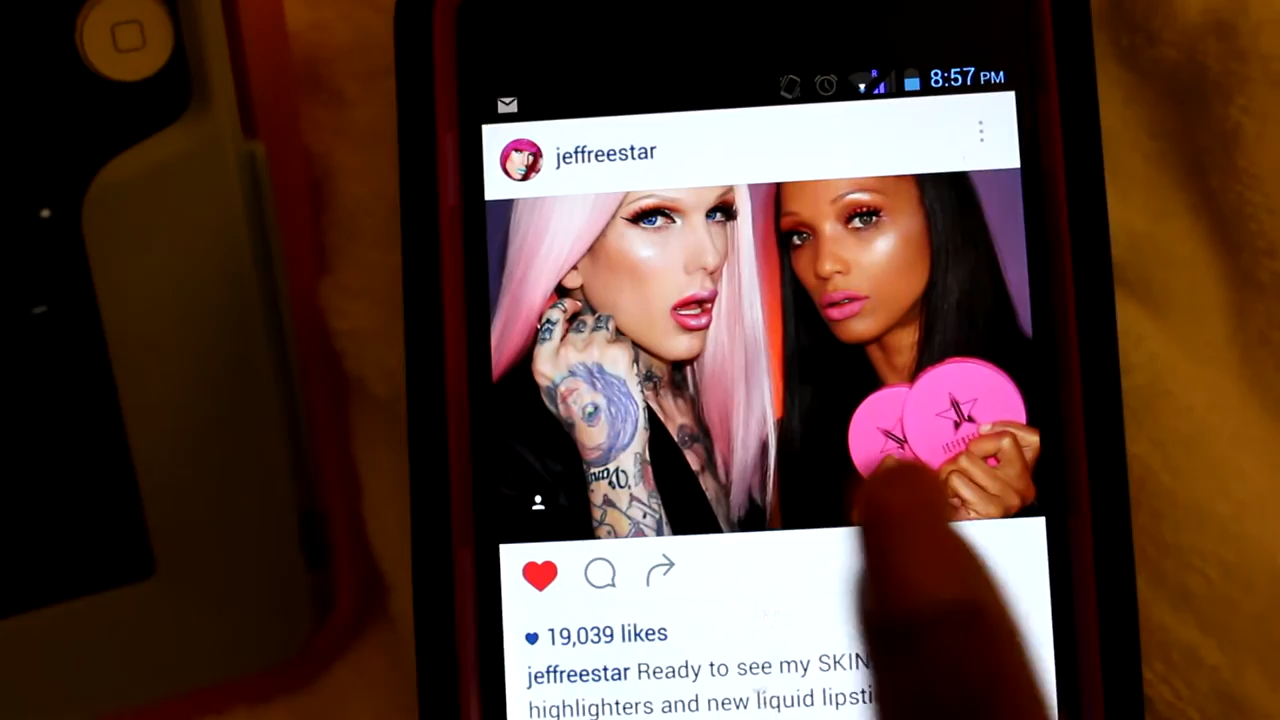 8:57 PM
jeffreestar
19,039 likes
jeffreestar Ready to see my SKIN
highlighters and new liquid lipsti